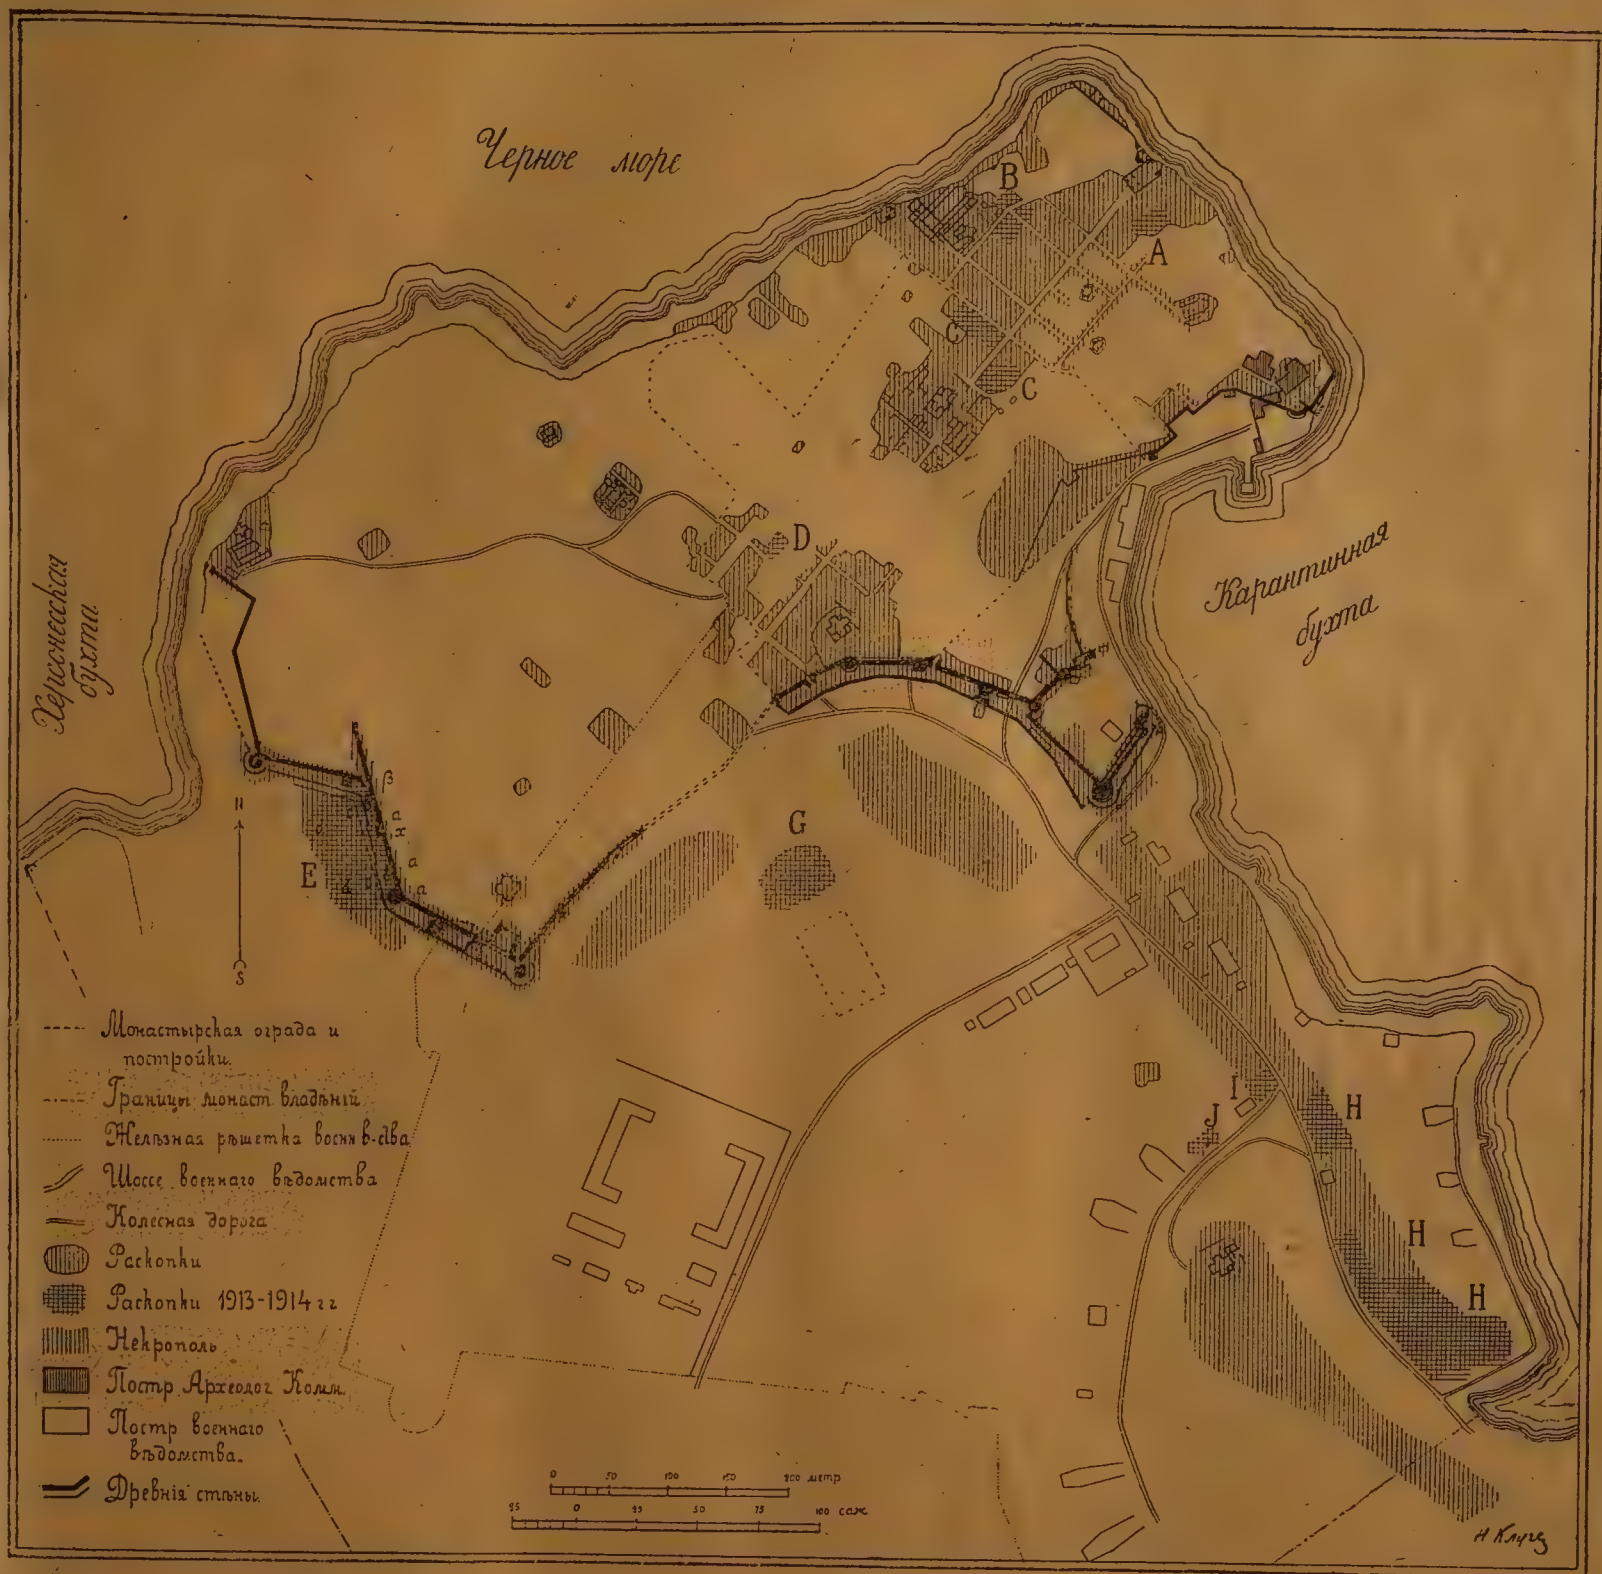 Черное море
B
A
C
C
D
Карантинная
бухта
Херсонесская
бухта
β
a
x
a
a
E
G
N
S
I
J
H
H
H
Монастырская ограда и
постройки.
Границы монаст владѣній
Желѣзная рѣшетка военн в-ства
Шоссе военнаго вѣдомства
Колесная дорога
Раскопки
Раскопки 1913-1914 гг
Некрополь
Постр Археолог Комм.
Постр военнаго
вѣдомства.
Древнія стѣны.
0 50 100 150 200 метр
25 0 25 50 75 100 саж